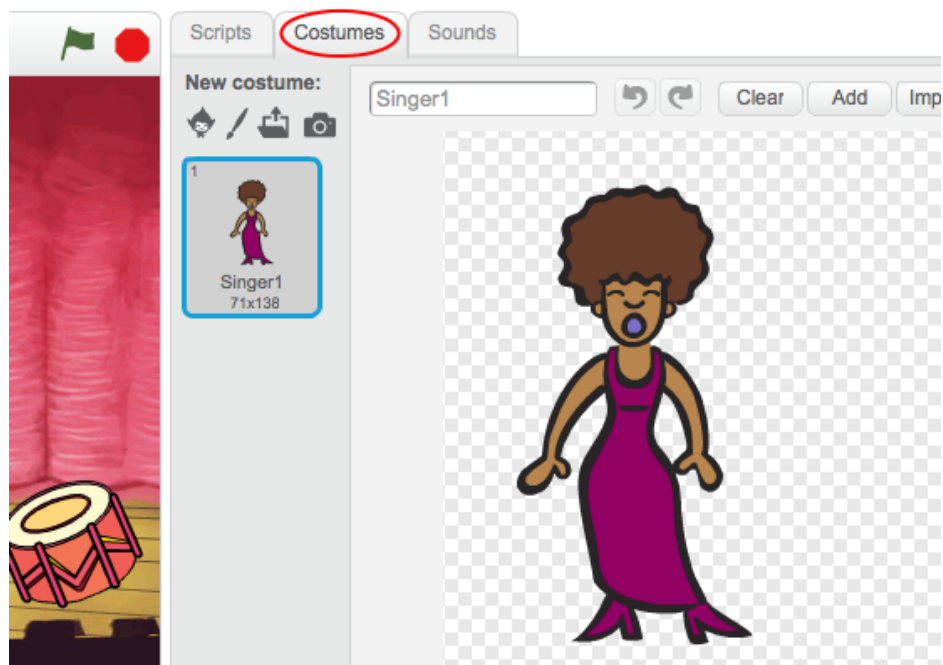 Scripts Costumes Sounds
New costume:
Singer1 Clear Add Imp
1
Singer1
71x138